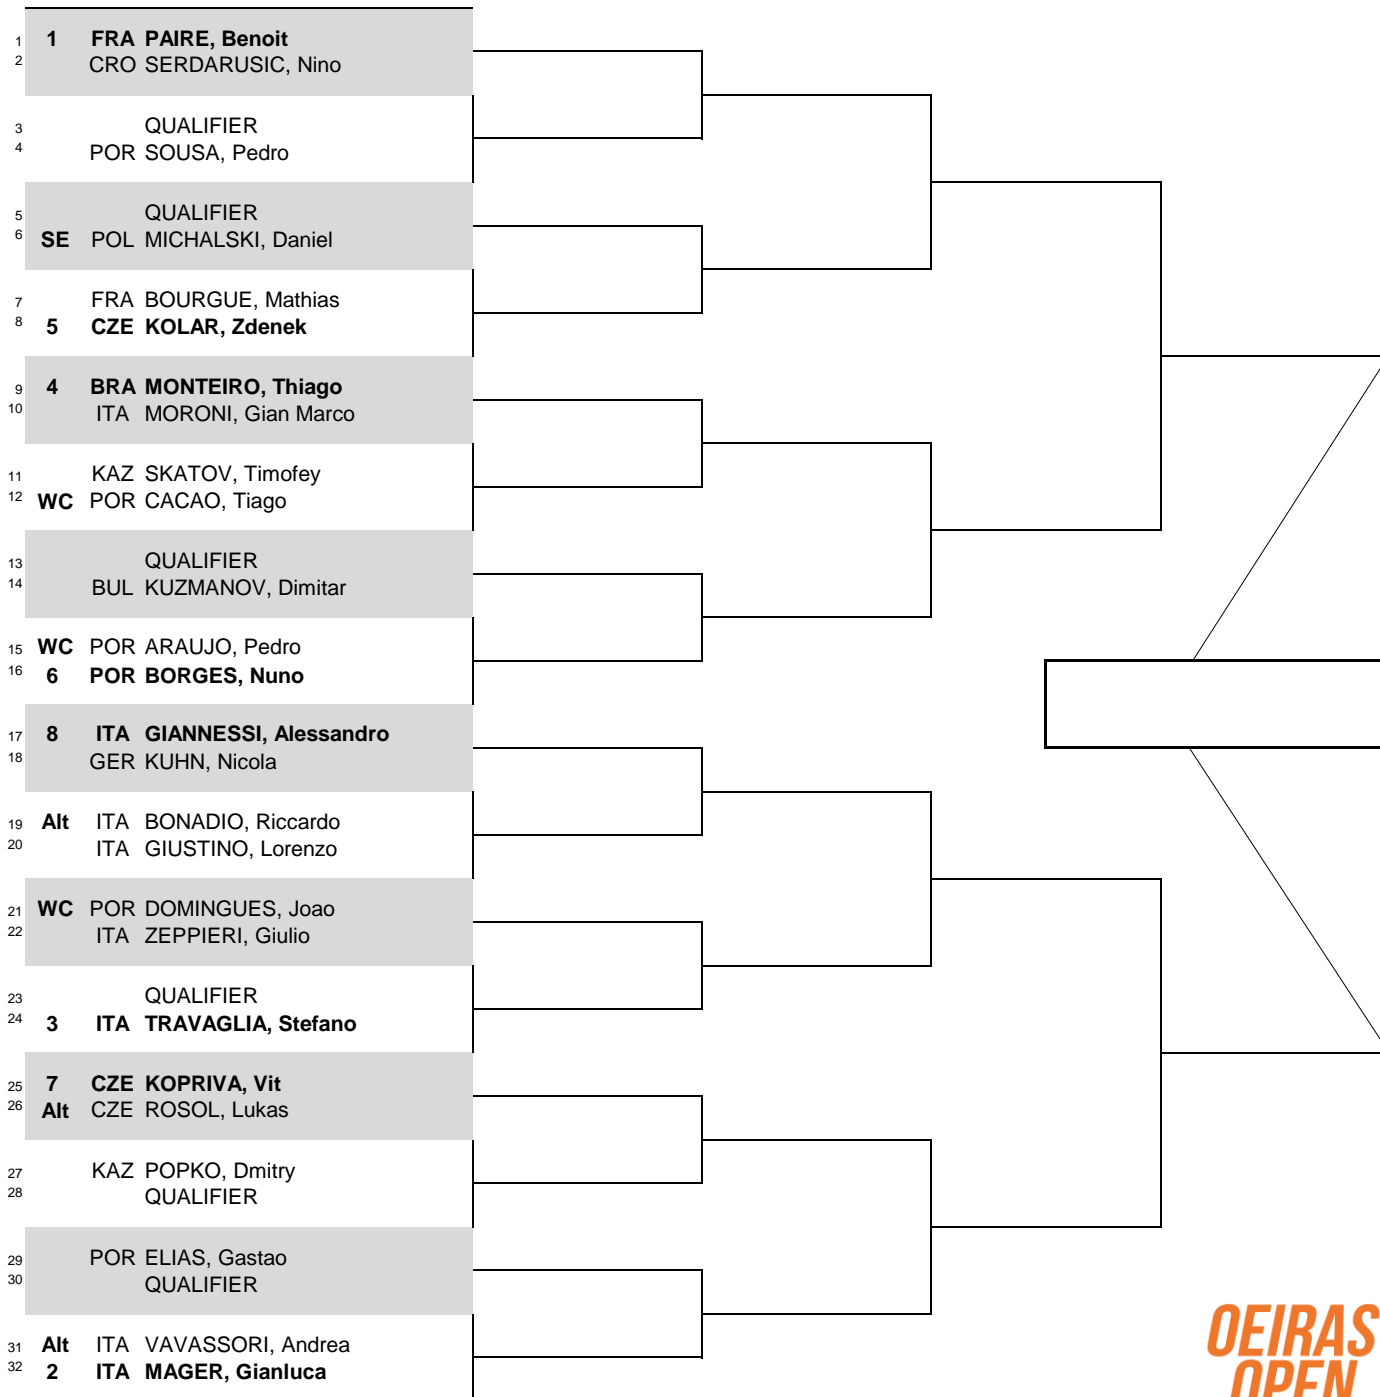 1 1 FRA PAIRE, Benoit
2 CRO SERDARUSIC, Nino
3 QUALIFIER
4 POR SOUSA, Pedro
5 QUALIFIER
6 SE POL MICHALSKI, Daniel
7 FRA BOURGUE, Mathias
8 5 CZE KOLAR, Zdenek
9 4 BRA MONTEIRO, Thiago
10 ITA MORONI, Gian Marco
11 KAZ SKATOV, Timofey
12 WC POR CACAO, Tiago
13 QUALIFIER
14 BUL KUZMANOV, Dimitar
15 WC POR ARAUJO, Pedro
16 6 POR BORGES, Nuno
17 8 ITA GIANNESSI, Alessandro
18 GER KUHN, Nicola
19 Alt ITA BONADIO, Riccardo
20 ITA GIUSTINO, Lorenzo
21 WC POR DOMINGUES, Joao
22 ITA ZEPPIERI, Giulio
23 QUALIFIER
24 3 ITA TRAVAGLIA, Stefano
25 7 CZE KOPRIVA, Vit
26 Alt CZE ROSOL, Lukas
27 KAZ POPKO, Dmitry
28 QUALIFIER
29 POR ELIAS, Gastao
30 QUALIFIER
31 Alt ITA VAVASSORI, Andrea
32 2 ITA MAGER, Gianluca
OEIRAS
OPEN